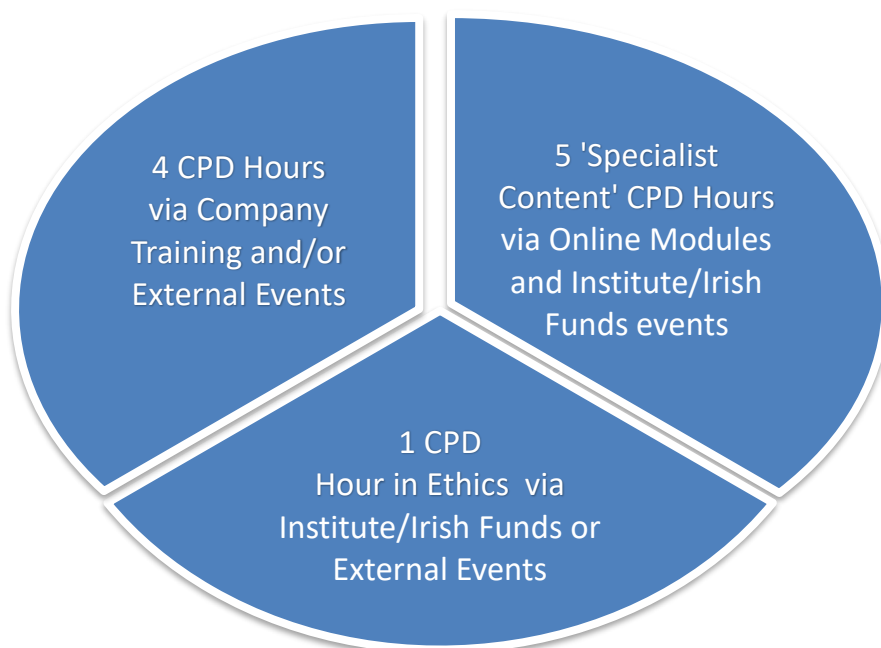 4 CPD Hours
via Company
Training and/or
External Events
5 'Specialist
Content' CPD Hours
via Online Modules
and Institute/Irish
Funds events
1 CPD
Hour in Ethics  via
Institute/Irish Funds or
External Events